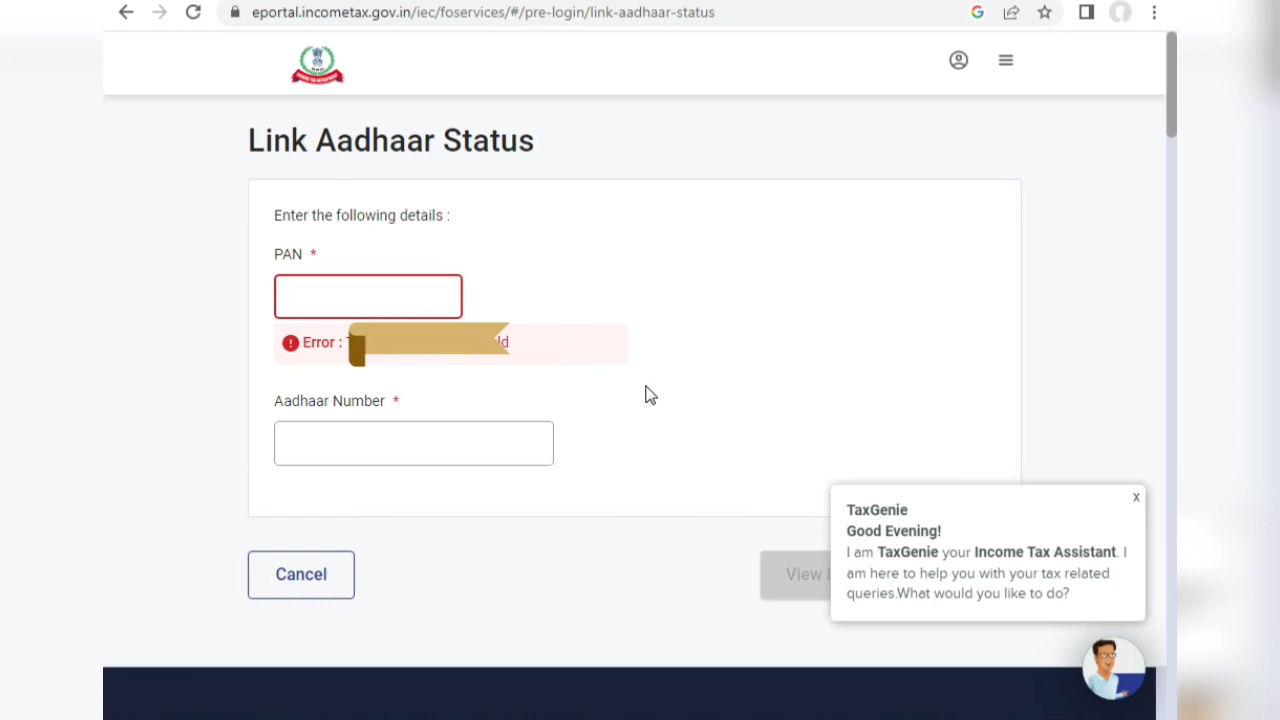 eportal.incometax.gov.in/iec/foservices/#/pre-login/link-aadhaar-status
Link Aadhaar Status
Enter the following details :
PAN *
Error :
Aadhaar Number *
Cancel
View
x
TaxGenie
Good Evening!
I am TaxGenie your Income Tax Assistant. I
am here to help you with your tax related
queries.What would you like to do?